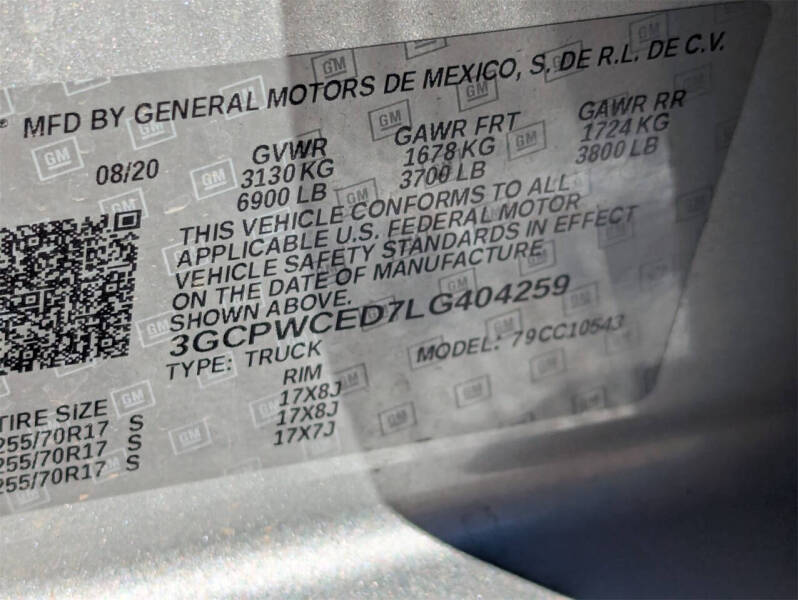 MFD BY GENERAL MOTORS DE MEXICO, S. DE R.L. DE C.V.
08/20 GVWR GAWR FRT GAWR RR
3130 KG 1678 KG 1724 KG
6900 LB 3700 LB 3800 LB
THIS VEHICLE CONFORMS TO ALL
APPLICABLE U.S. FEDERAL MOTOR
VEHICLE SAFETY STANDARDS IN EFFECT
ON THE DATE OF MANUFACTURE
SHOWN ABOVE.
3GCPWCED7LG404259
TYPE: TRUCK MODEL: 79CC10543
TIRE SIZE RIM
255/70R17 S 17X8J
255/70R17 S 17X8J
255/70R17 S 17X7J